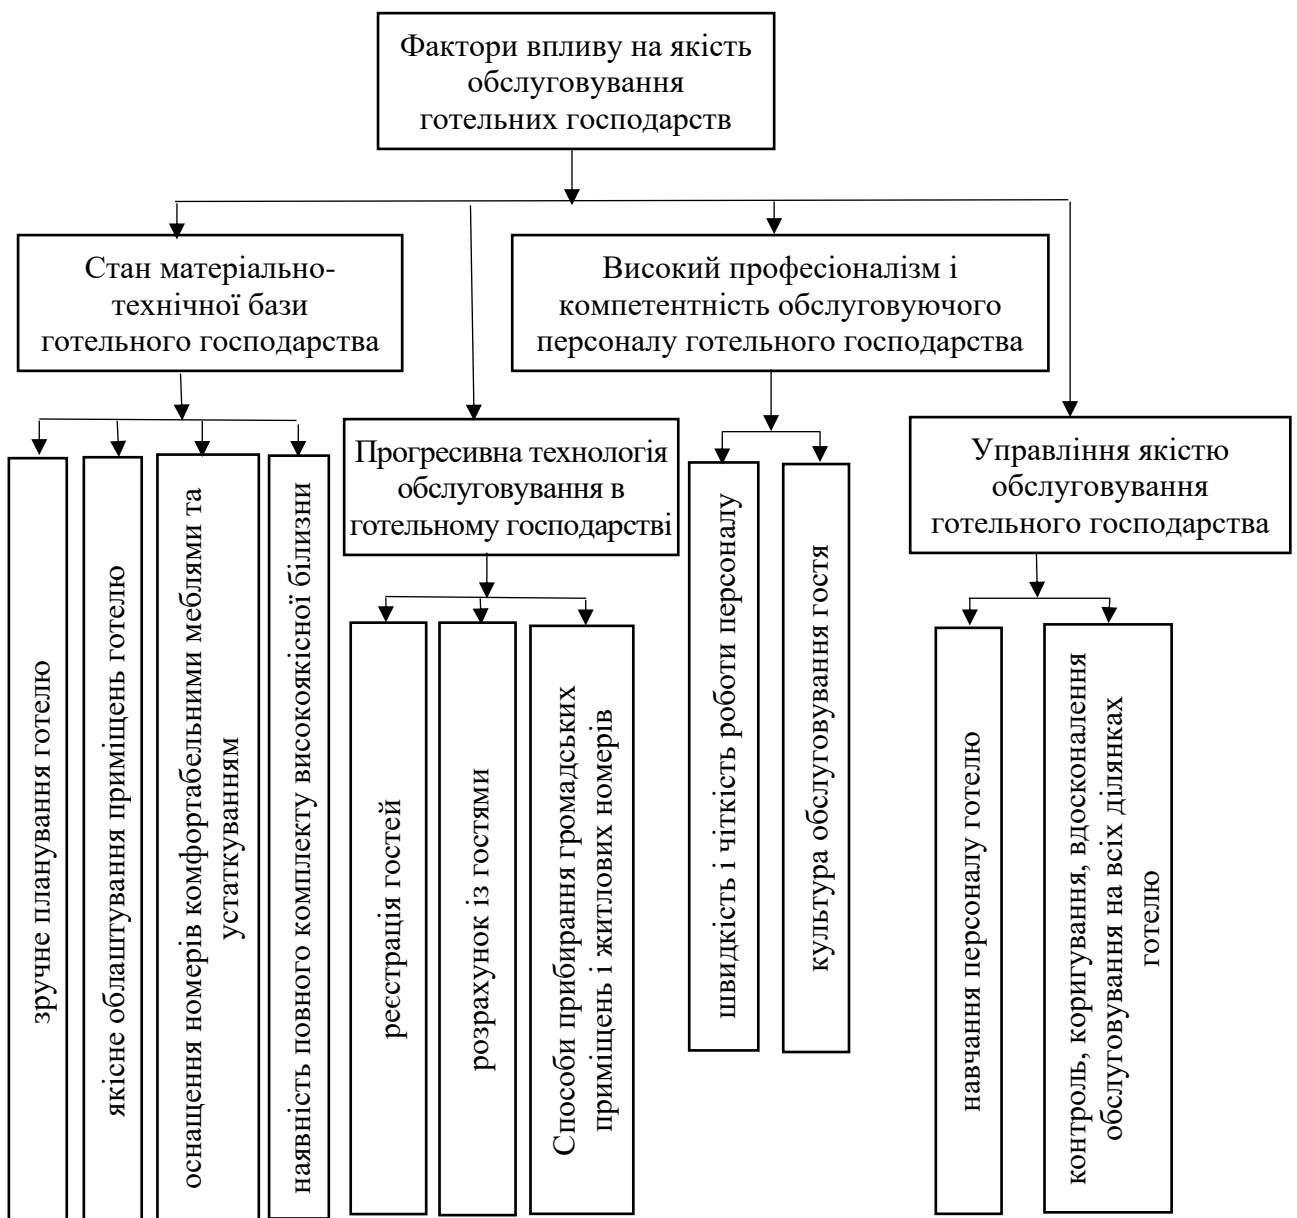 Фактори впливу на якість
обслуговування
готельних господарств
Стан матеріально-
технічної бази
готельного господарства
Високий професіоналізм і
компетентність обслуговуючого
персоналу готельного господарства
Прогресивна технологія
обслуговування в
готельному господарстві
Управління якістю
обслуговування
готельного господарства
зручне планування готелю
якісне облаштування приміщень готелю
оснащення номерів комфортабельними меблями та
устаткуванням
наявність повного комплекту високоякісної білизни
реєстрація гостей
розрахунок із гостями
Способи прибирання громадських
приміщень і житлових номерів
швидкість і чіткість роботи персоналу
культура обслуговування гостя
навчання персоналу готелю
контроль, коригування, вдосконалення
обслуговування на всіх ділянках
готелю